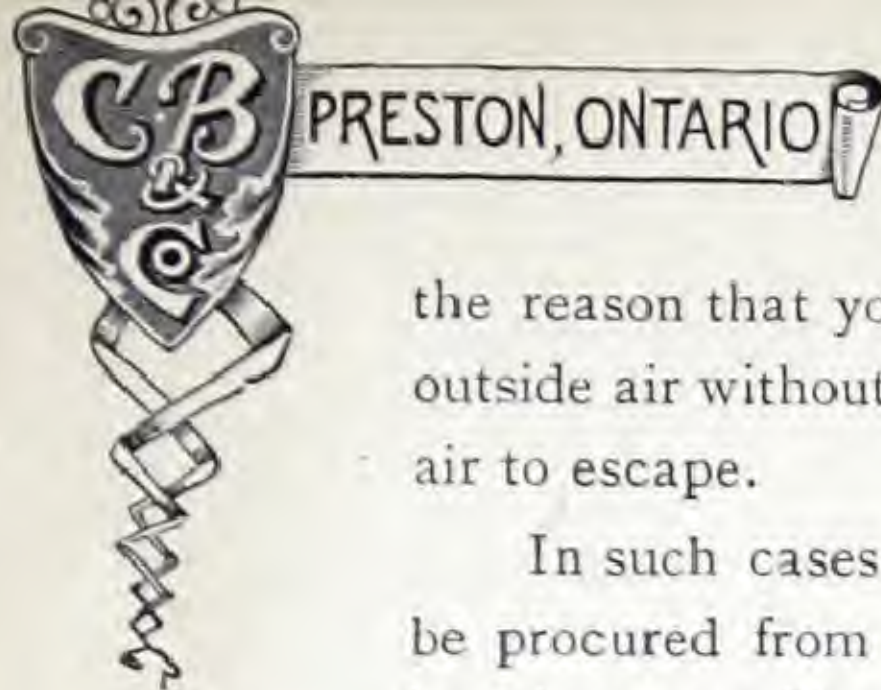 CB
&
Co
PRESTON, ONTARIO
the reason that
outside air without
air to escape.
In such cases
be procured from